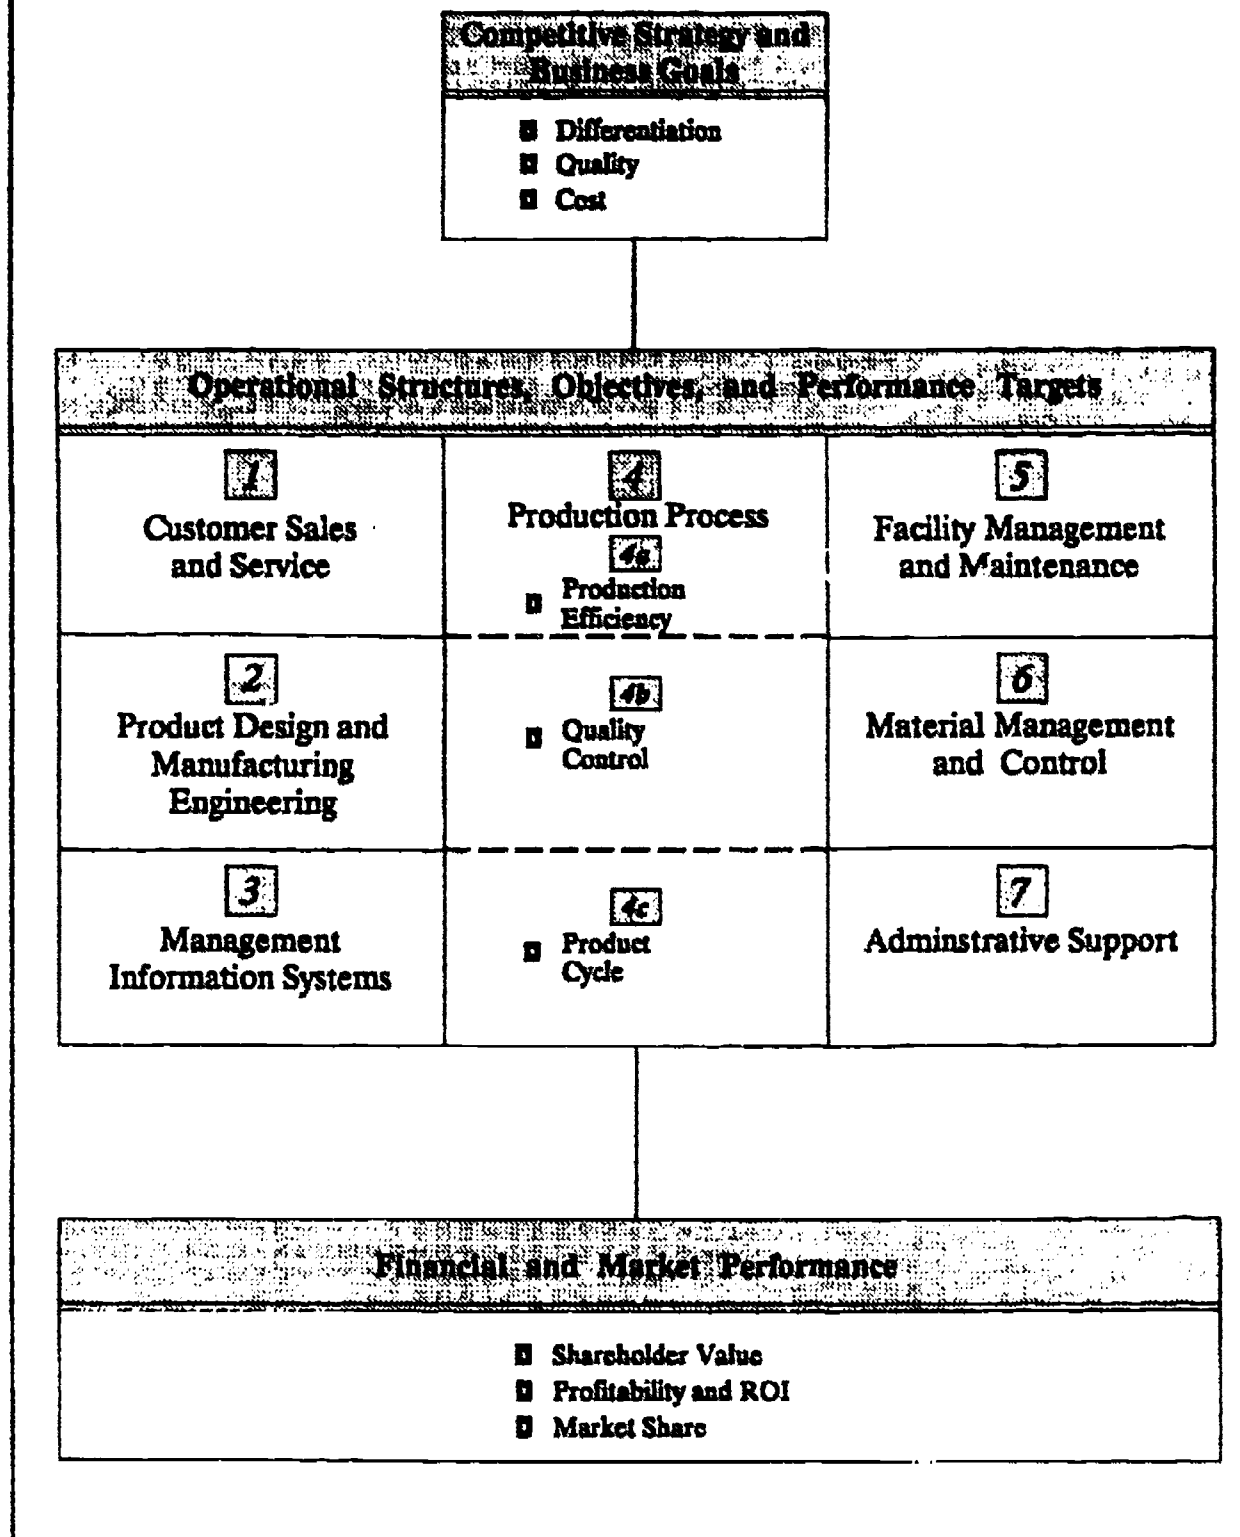 Competitive Strategy and
Business Goals
Differentiation
Quality
Cost
Operational Structures, Objectives, and Performance Targets
1
Customer Sales
and Service
2
Product Design and
Manufacturing
Engineering
3
Management
Information Systems
4
Production Process
4a
Production
Efficiency
4b
Quality
Control
4c
Product
Cycle
5
Facility Management
and Maintenance
6
Material Management
and Control
7
Adminstrative Support
Financial and Market Performance
Shareholder Value
Profitability and ROI
Market Share